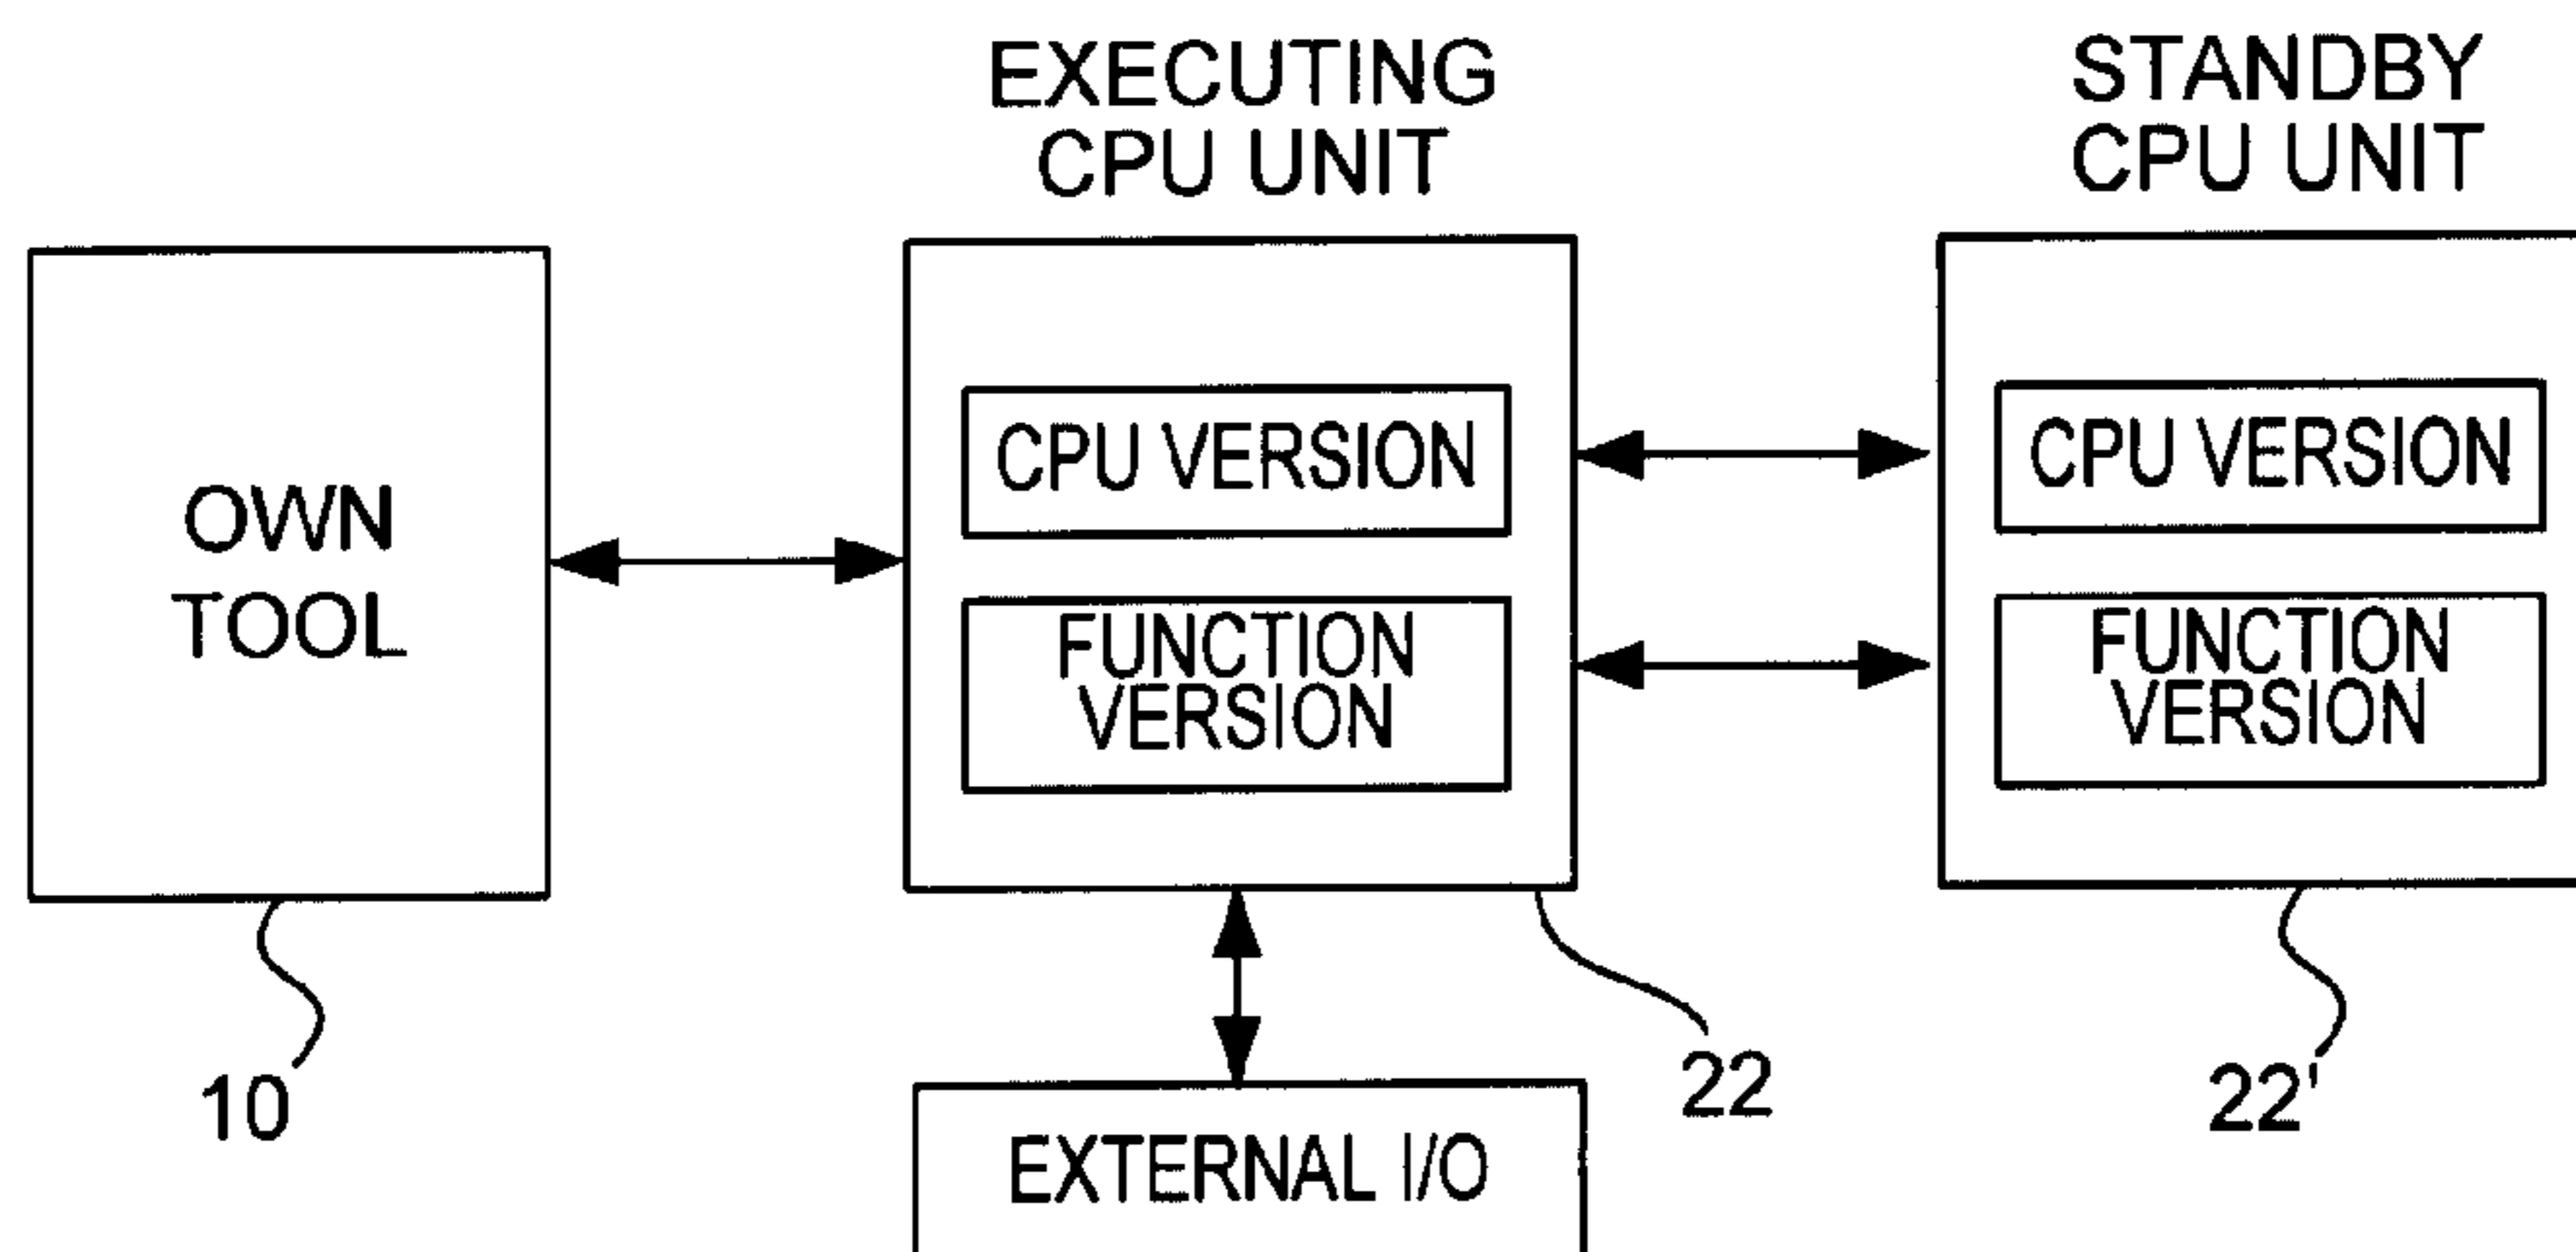 EXECUTING
CPU UNIT
STANDBY
CPU UNIT
OWN
TOOL
CPU VERSION
FUNCTION
VERSION
CPU VERSION
FUNCTION
VERSION
10
22
22'
EXTERNAL I/O